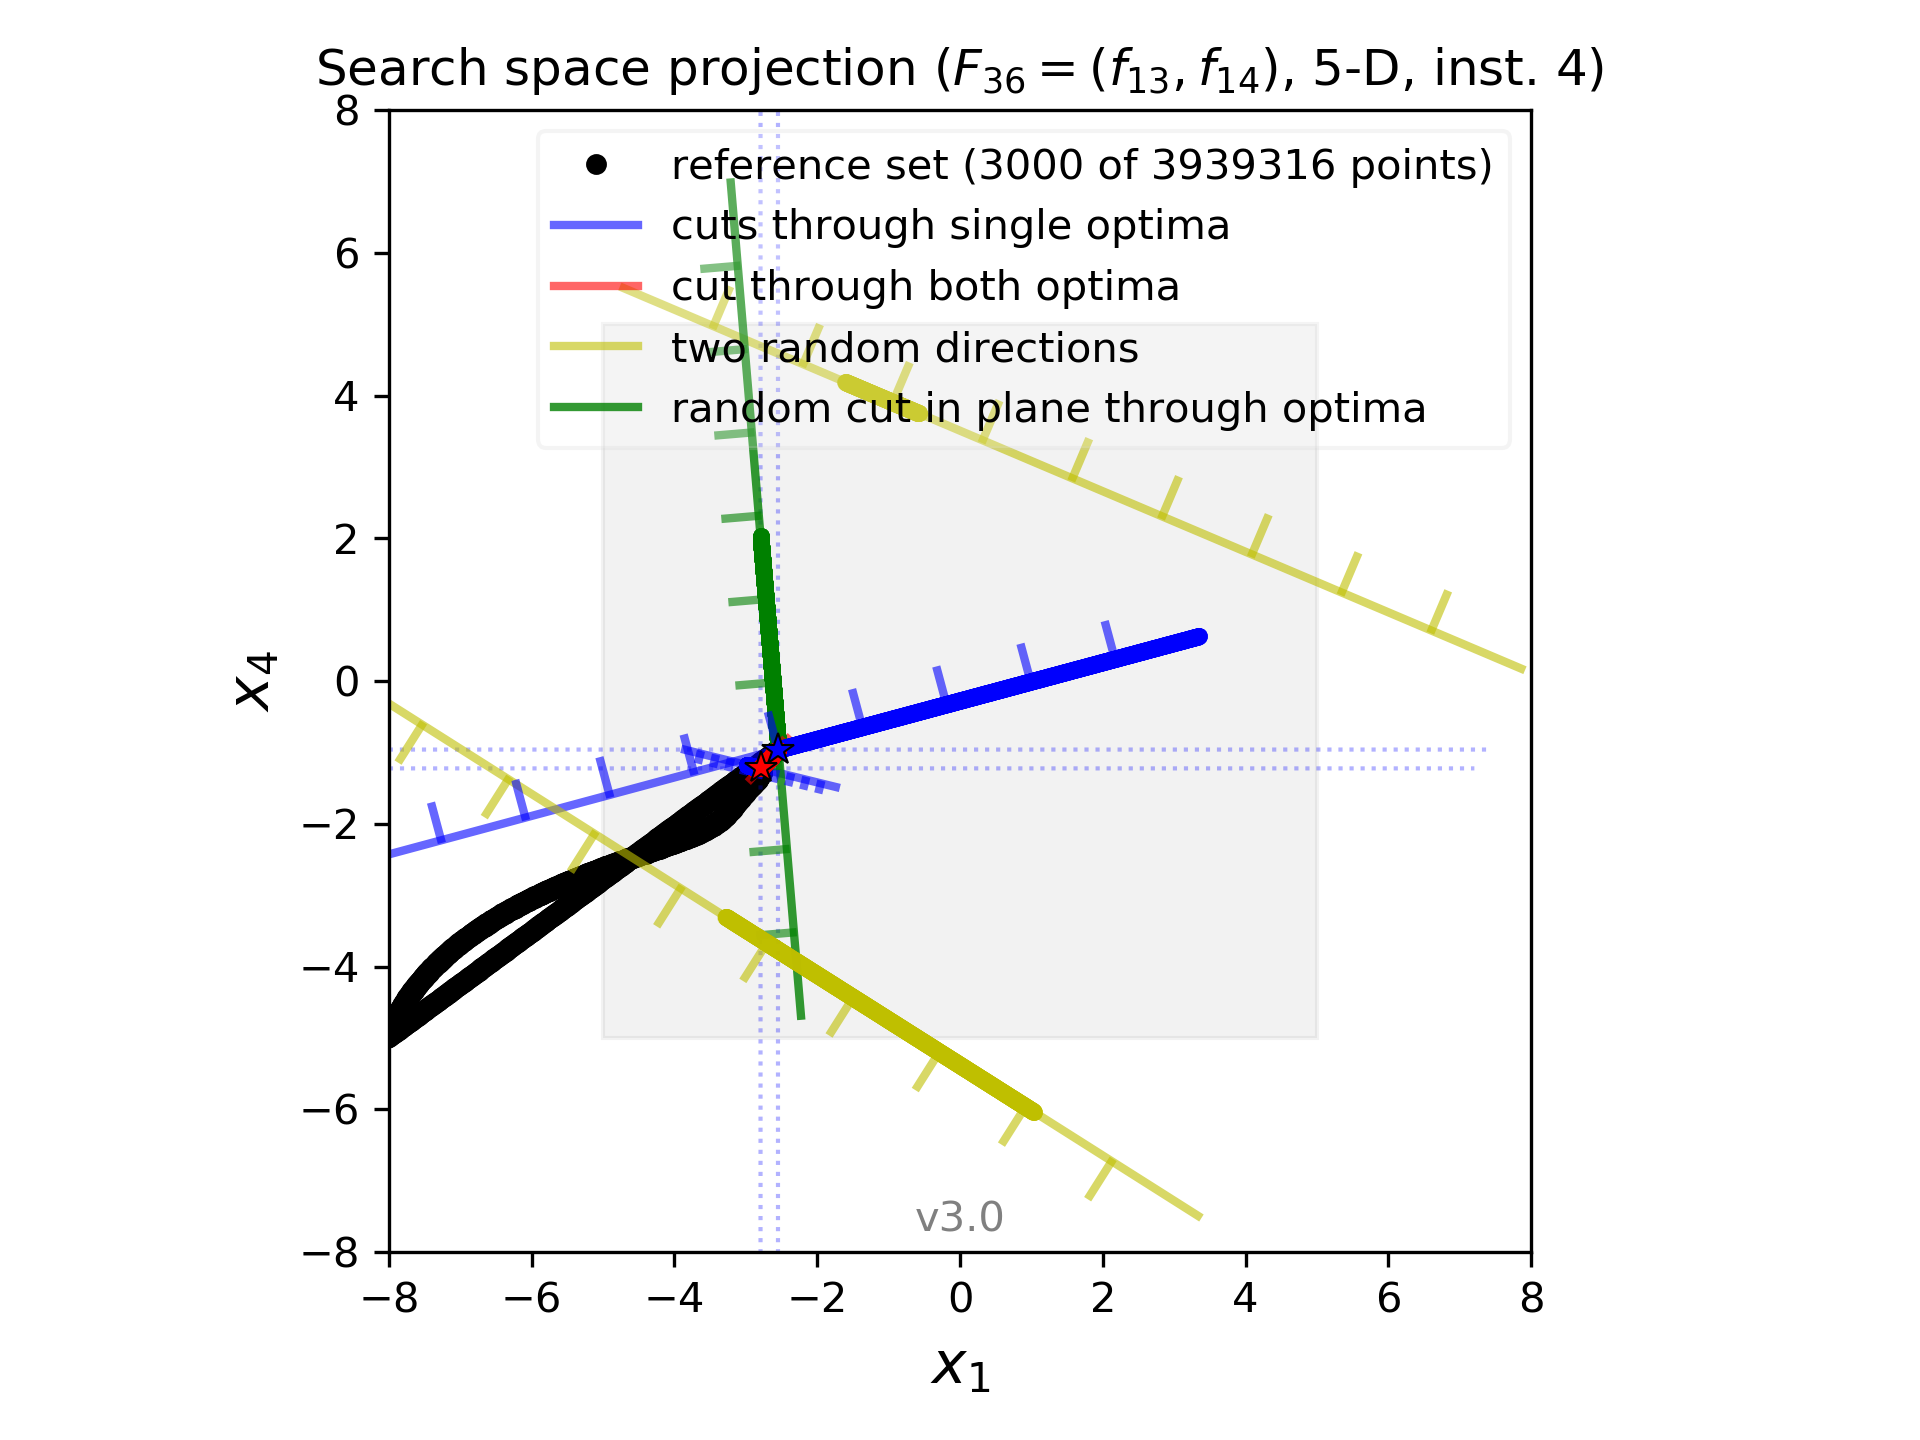 Search space projection (F36 = (f13, f14), 5-D, inst. 4)
reference set (3000 of 3939316 points)
cuts through single optima
cut through both optima
two random directions
random cut in plane through optima
8
6
4
2
0
−2
−4
−6
−8
x4
v3.0
−8 −6 −4 −2 0 2 4 6 8
x1